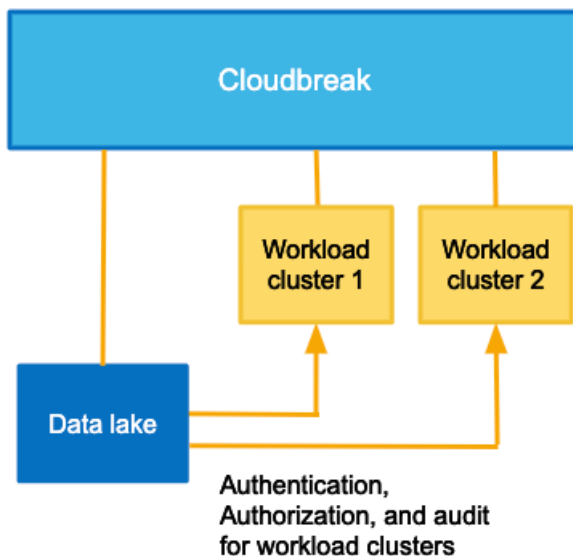 Cloudbreak
Workload
cluster 1
Workload
cluster 2
Data lake
Authentication,
Authorization, and audit
for workload clusters